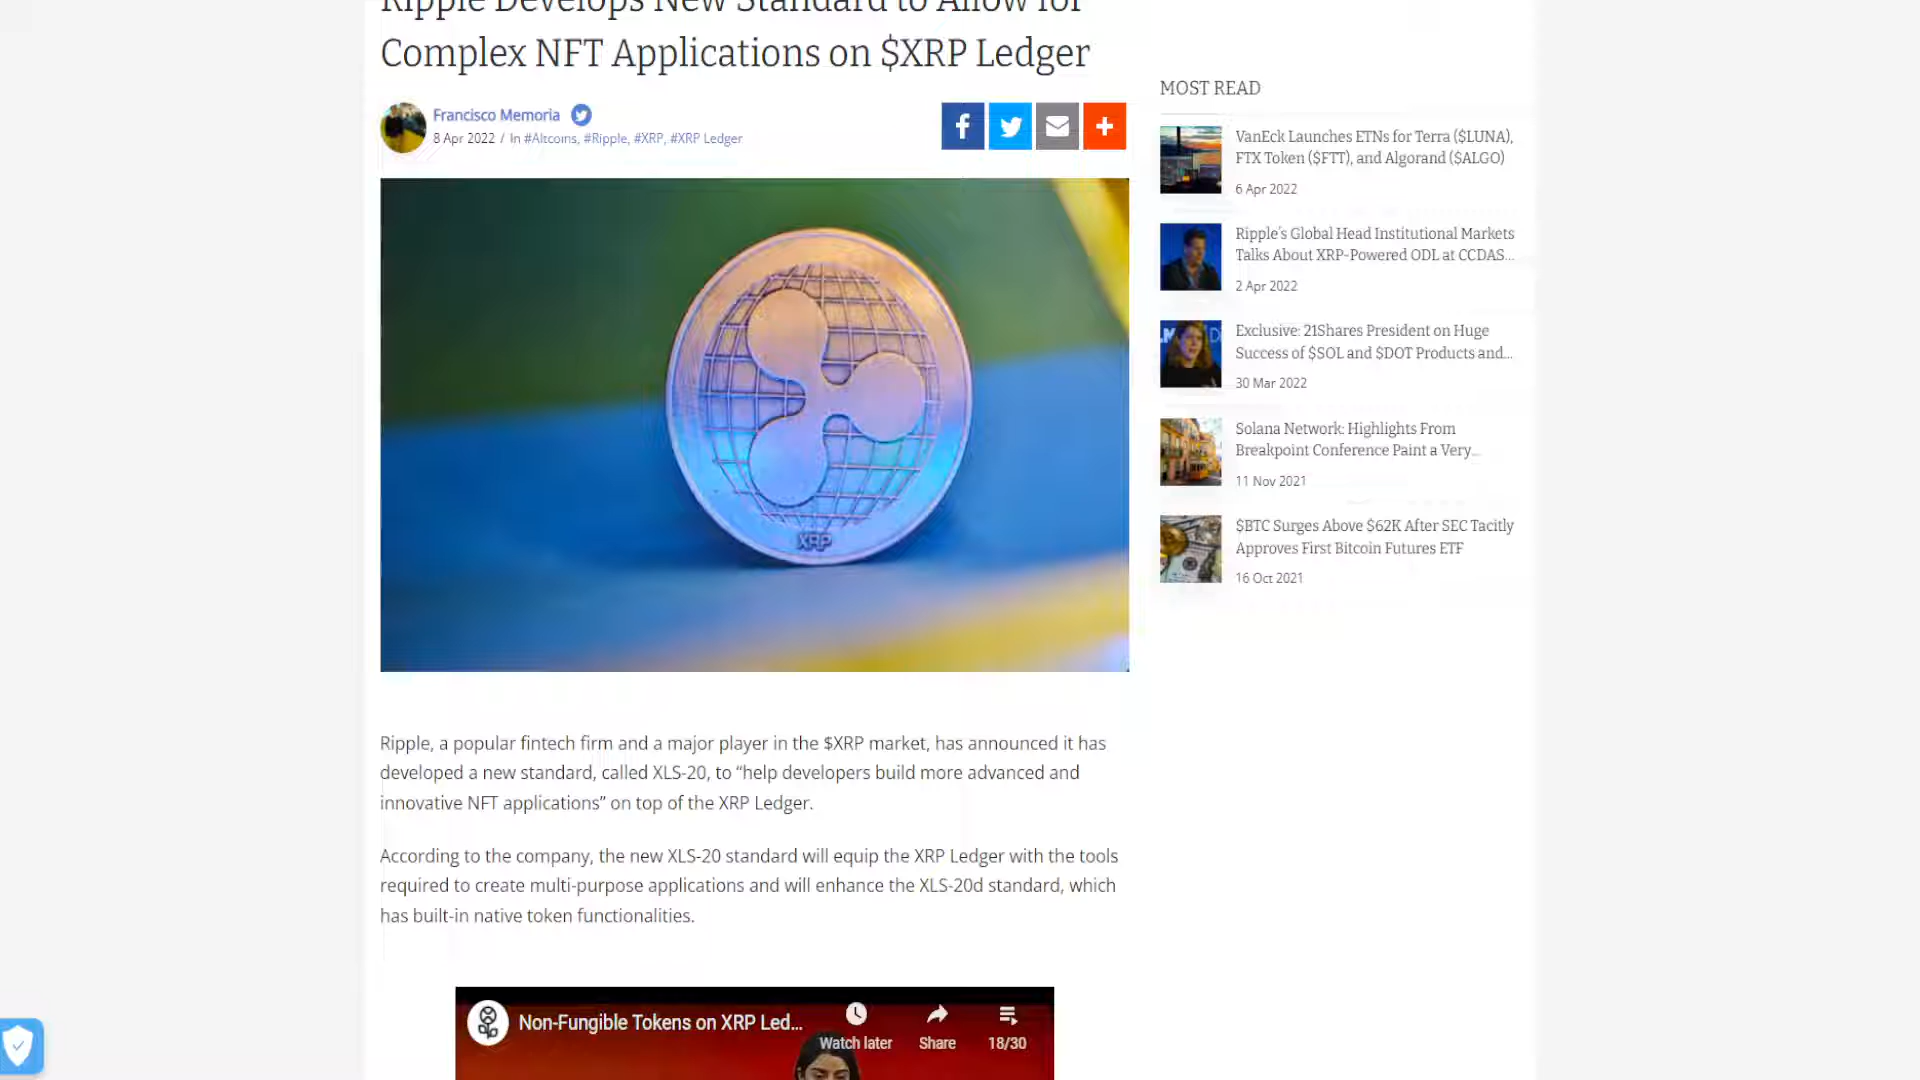 Ripple Develops New Standard to Allow for
Complex NFT Applications on $XRP Ledger
Francisco Memoria
8 Apr 2022 / In #Altcoins, #Ripple, #XRP, #XRP Ledger
XRP
Ripple, a popular fintech firm and a major player in the $XRP market, has announced it has
developed a new standard, called XLS-20, to “help developers build more advanced and
innovative NFT applications” on top of the XRP Ledger.
According to the company, the new XLS-20 standard will equip the XRP Ledger with the tools
required to create multi-purpose applications and will enhance the XLS-20d standard, which
has built-in native token functionalities.
Non-Fungible Tokens on XRP Led...
Watch later
Share
18/30
MOST READ
VanEck Launches ETNs for Terra ($LUNA),
FTX Token ($FTT), and Algorand ($ALGO)
6 Apr 2022
Ripple’s Global Head Institutional Markets
Talks About XRP-Powered ODL at CCDAS...
2 Apr 2022
Exclusive: 21Shares President on Huge
Success of $SOL and $DOT Products and...
30 Mar 2022
Solana Network: Highlights From
Breakpoint Conference Paint a Very...
11 Nov 2021
$BTC Surges Above $62K After SEC Tacitly
Approves First Bitcoin Futures ETF
16 Oct 2021